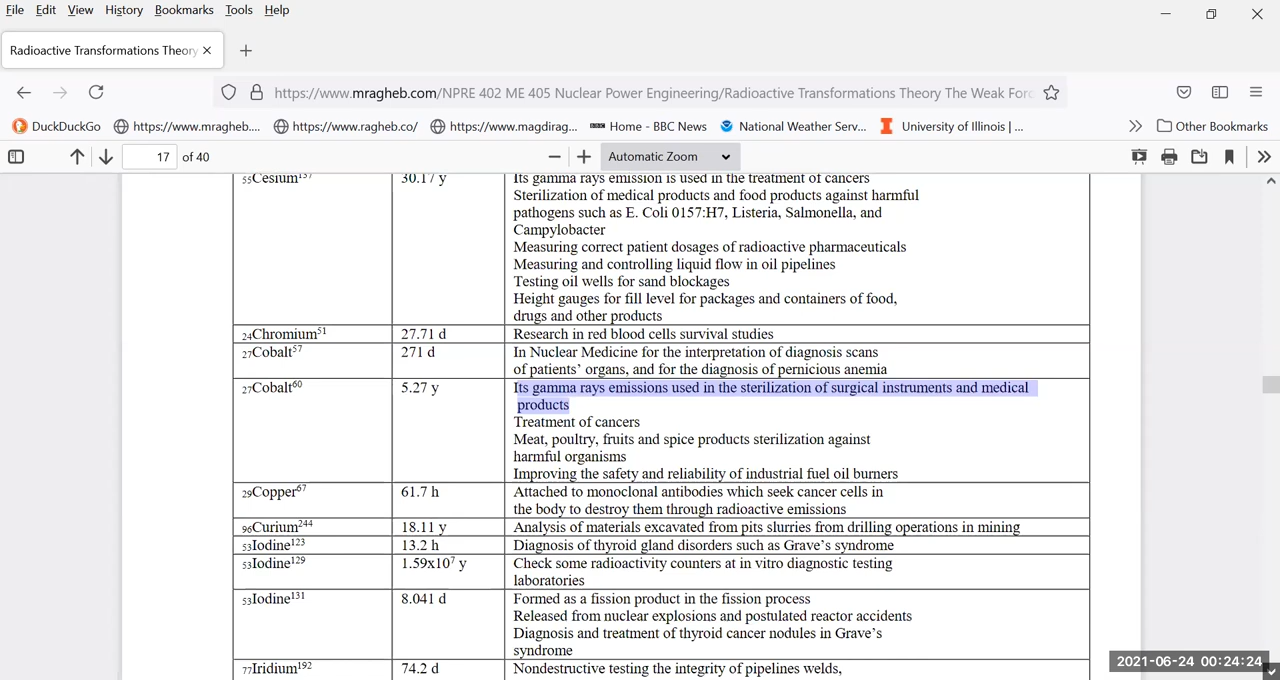 File Edit View History Bookmarks Tools Help
Radioactive Transformations Theory
https://www.mragheb.com/NPRE 402 ME 405 Nuclear Power Engineering/Radioactive Transformations Theory The Weak Forc
DuckDuckGo https://www.mragheb.... https://www.ragheb.co/ https://www.magdirag... BBC Home - BBC News National Weather Serv... University of Illinois |... Other Bookmarks
17 of 40 Automatic Zoom
55Cesium137 30.17 y Its gamma rays emission is used in the treatment of cancers
Sterilization of medical products and food products against harmful
pathogens such as E. Coli 0157:H7, Listeria, Salmonella, and
Campylobacter
Measuring correct patient dosages of radioactive pharmaceuticals
Measuring and controlling liquid flow in oil pipelines
Testing oil wells for sand blockages
Height gauges for fill level for packages and containers of food,
drugs and other products
24Chromium51 27.71 d Research in red blood cells survival studies
27Cobalt57 271 d In Nuclear Medicine for the interpretation of diagnosis scans
of patients' organs, and for the diagnosis of pernicious anemia
27Cobalt60 5.27 y Its gamma rays emissions used in the sterilization of surgical instruments and medical
products
Treatment of cancers
Meat, poultry, fruits and spice products sterilization against
harmful organisms
Improving the safety and reliability of industrial fuel oil burners
29Copper67 61.7 h Attached to monoclonal antibodies which seek cancer cells in
the body to destroy them through radioactive emissions
96Curium244 18.11 y Analysis of materials excavated from pits slurries from drilling operations in mining
53Iodine123 13.2 h Diagnosis of thyroid gland disorders such as Grave's syndrome
53Iodine129 1.59x10^7 y Check some radioactivity counters at in vitro diagnostic testing
laboratories
53Iodine131 8.041 d Formed as a fission product in the fission process
Released from nuclear explosions and postulated reactor accidents
Diagnosis and treatment of thyroid cancer nodules in Grave's
syndrome
77Iridium192 74.2 d Nondestructive testing the integrity of pipelines welds,
2021-06-24 00:24:24